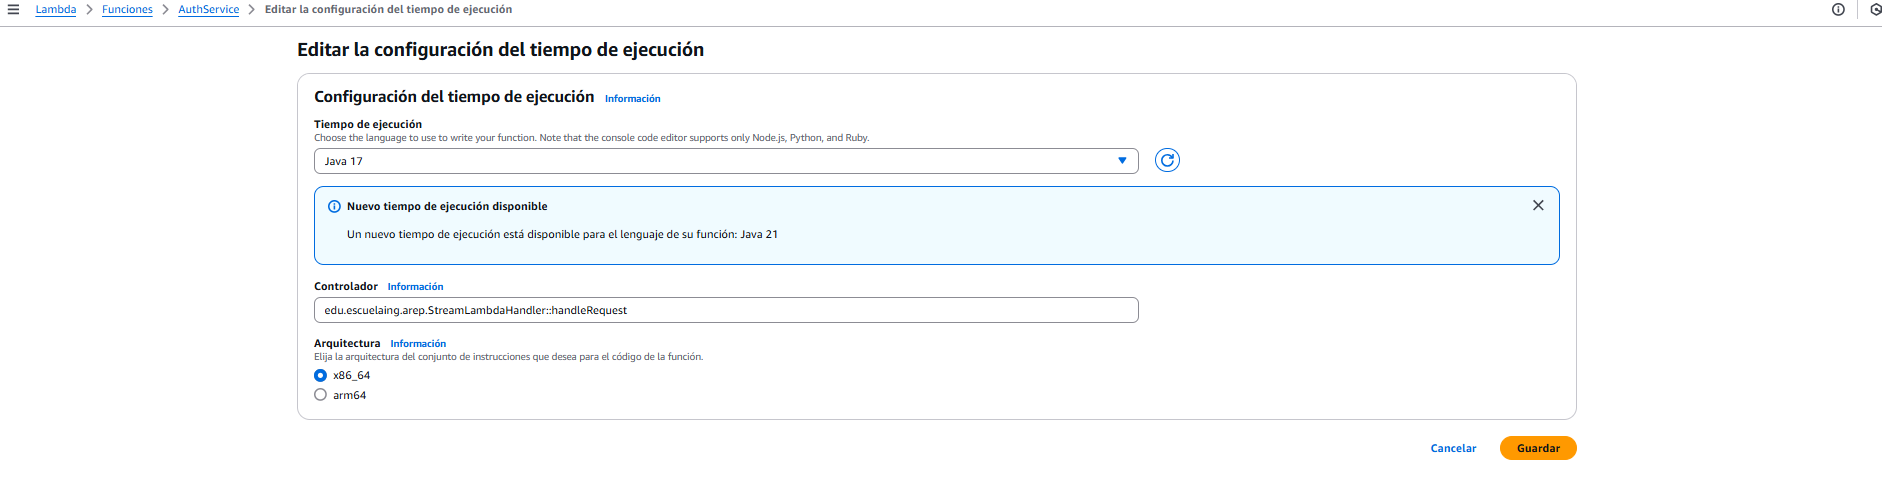 Lambda > Funciones > AuthService > Editar la configuración del tiempo de ejecución
Editar la configuración del tiempo de ejecución
Configuración del tiempo de ejecución Información
Tiempo de ejecución
Choose the language to use to write your function. Note that the console code editor supports only Node.js, Python, and Ruby.
Java 17
Nuevo tiempo de ejecución disponible
Un nuevo tiempo de ejecución está disponible para el lenguaje de su función: Java 21
Controlador Información
edu.escuelaing.arep.StreamLambdaHandler::handleRequest
Arquitectura Información
Elija la arquitectura del conjunto de instrucciones que desea para el código de la función.
x86_64
arm64
Cancelar Guardar